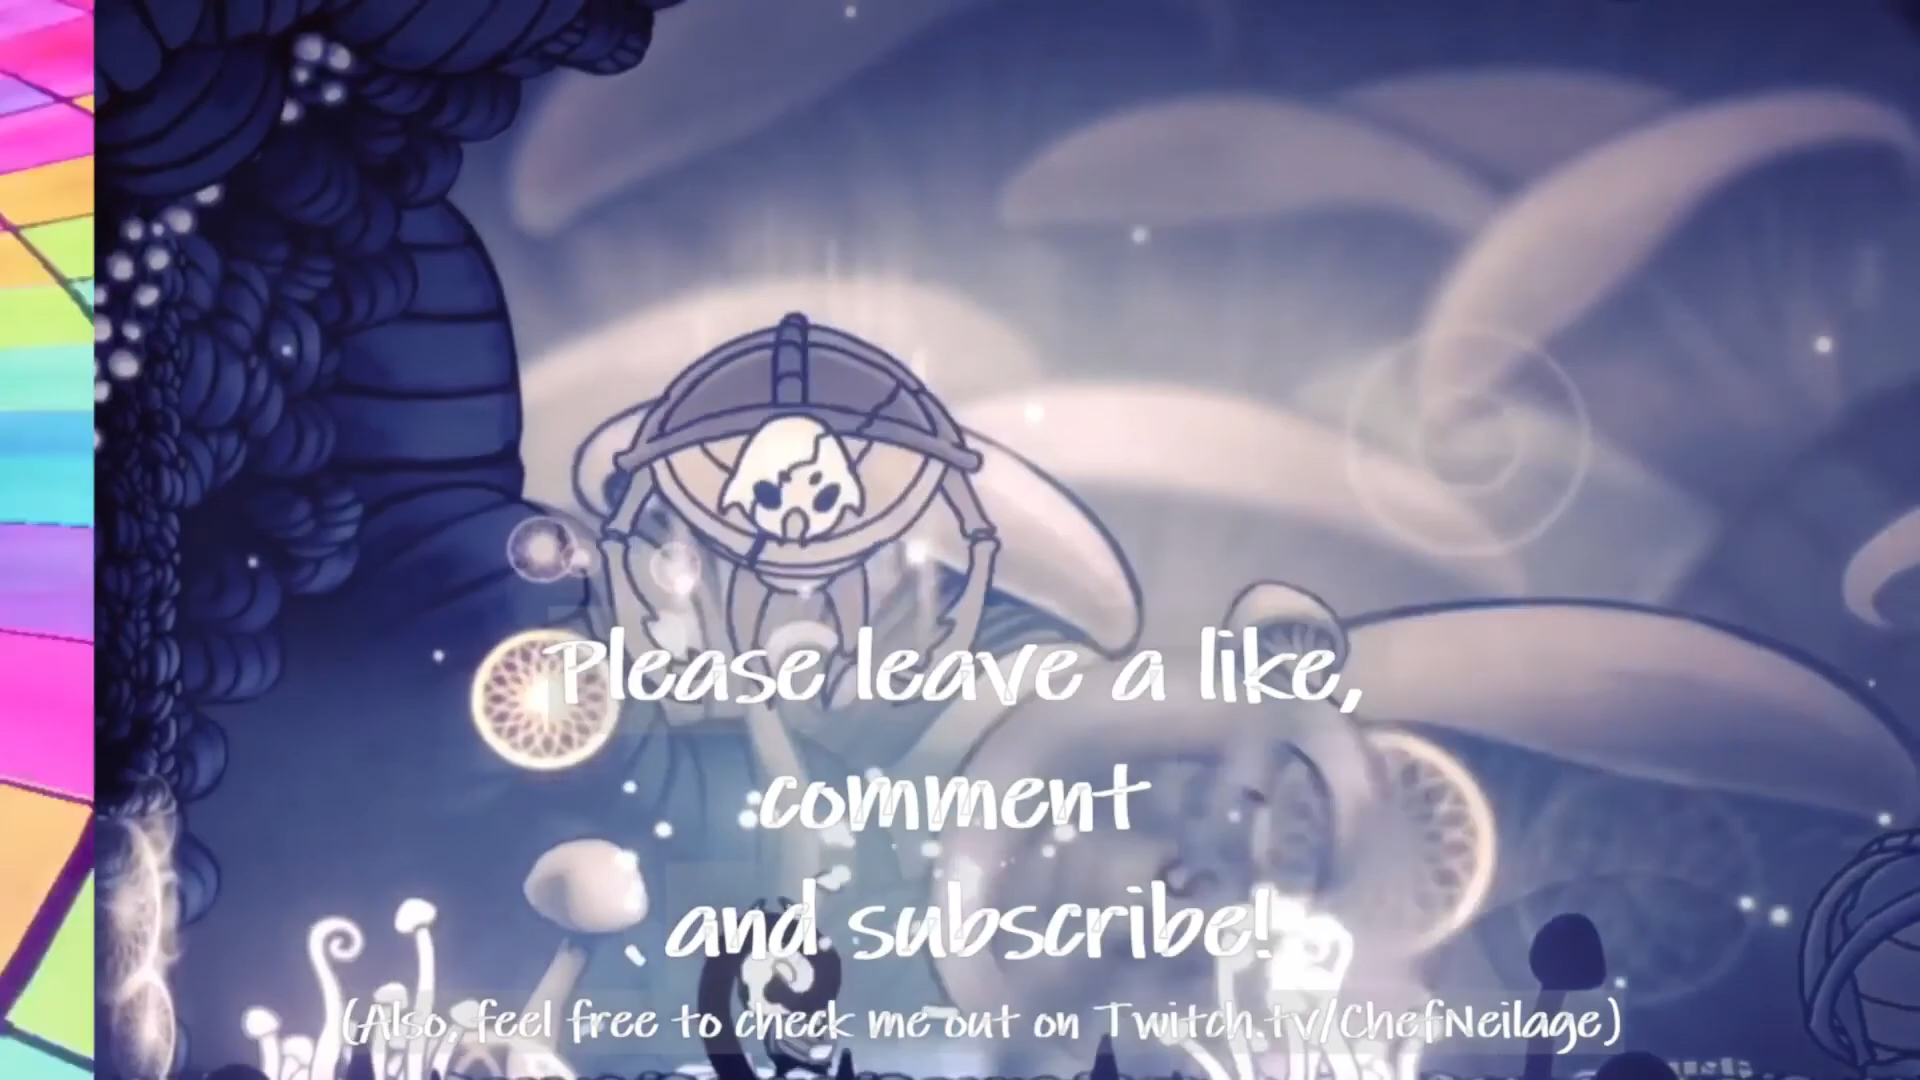 Please leave a like,
comment
and subscribe!
(Also, feel free to check me out on Twitch.tv/ChefNeilage)